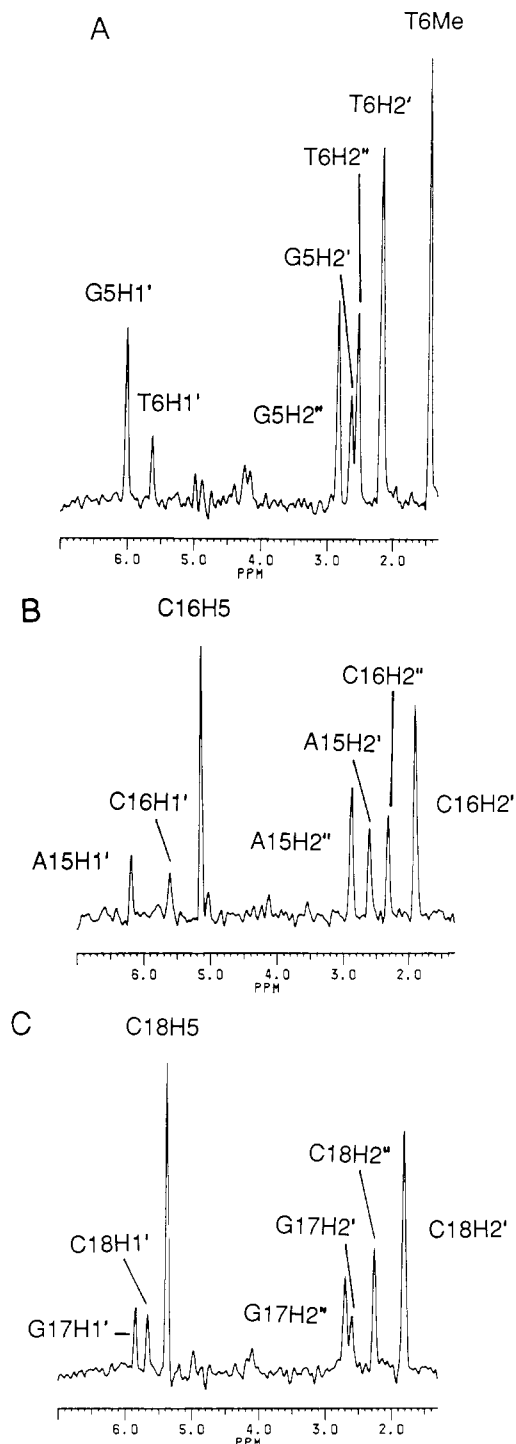 A
T6Me
T6H2'
T6H2"
G5H2'
G5H1'
T6H1'
G5H2"
6.0 5.0 4.0 3.0 2.0
PPM
B
C16H5
C16H2"
A15H2'
C16H1'
C16H2'
A15H1'
A15H2"
6.0 5.0 4.0 3.0 2.0
PPM
C
C18H5
C18H2"
G17H2'
C18H2'
C18H1'
G17H1'
G17H2"
6.0 5.0 4.0 3.0 2.0
PPM